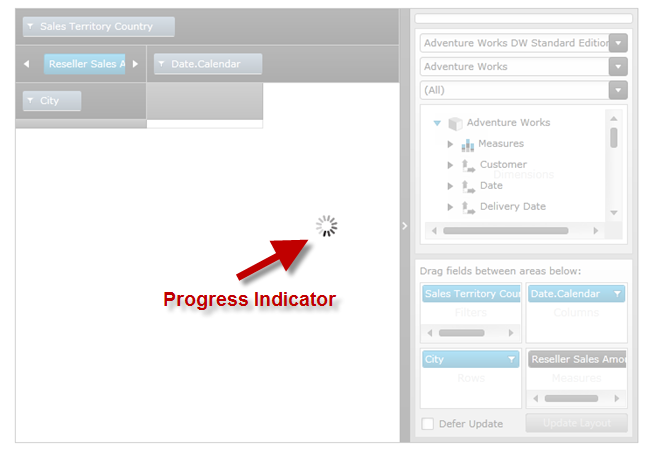 Sales Territory Country
Reseller Sales A
Date.Calendar
City
Progress Indicator
Adventure Works DW Standard Edition
Adventure Works
(All)
Adventure Works
Measures
Customer
Dimensions
Date
Delivery Date
Drag fields between areas below:
Sales Territory Cou
Date.Calendar
Filters
Columns
City
Reseller Sales Amo
Rows
Measures
Defer Update
Update Layout